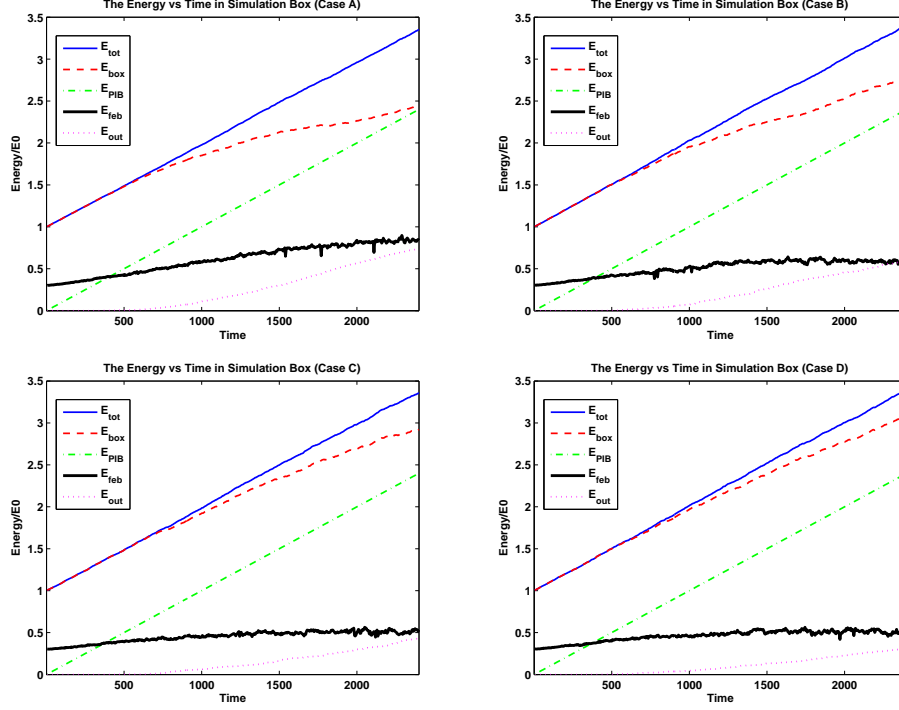 The Energy vs Time in Simulation Box (Case A)
3.5
3
2.5
2
1.5
1
0.5
0
Energy/E0
E_tot
E_box
E_PIB
E_feb
E_out
500
1000
1500
2000
Time
The Energy vs Time in Simulation Box (Case B)
3.5
3
2.5
2
1.5
1
0.5
0
Energy/E0
E_tot
E_box
E_PIB
E_feb
E_out
500
1000
1500
2000
Time
The Energy vs Time in Simulation Box (Case C)
3.5
3
2.5
2
1.5
1
0.5
0
Energy/E0
E_tot
E_box
E_PIB
E_feb
E_out
500
1000
1500
2000
Time
The Energy vs Time in Simulation Box (Case D)
3.5
3
2.5
2
1.5
1
0.5
0
Energy/E0
E_tot
E_box
E_PIB
E_feb
E_out
500
1000
1500
2000
Time